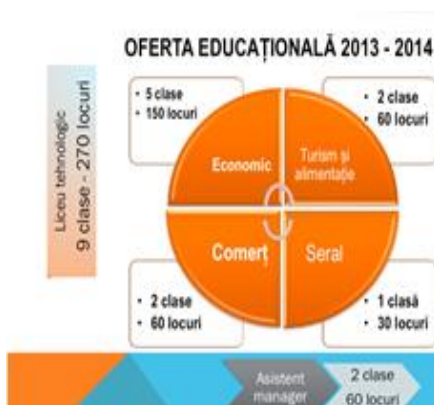 OFERTA EDUCAȚIONALĂ 2013 - 2014
Liceu tehnologic
9 clase - 270 locuri
• 5 clase
• 150 locuri
• 2 clase
• 60 locuri
Economic
Turism și
alimentație
Comerț
Seral
• 2 clase
• 60 locuri
• 1 clasă
• 30 locuri
Asistent
manager
2 clase
60 locuri